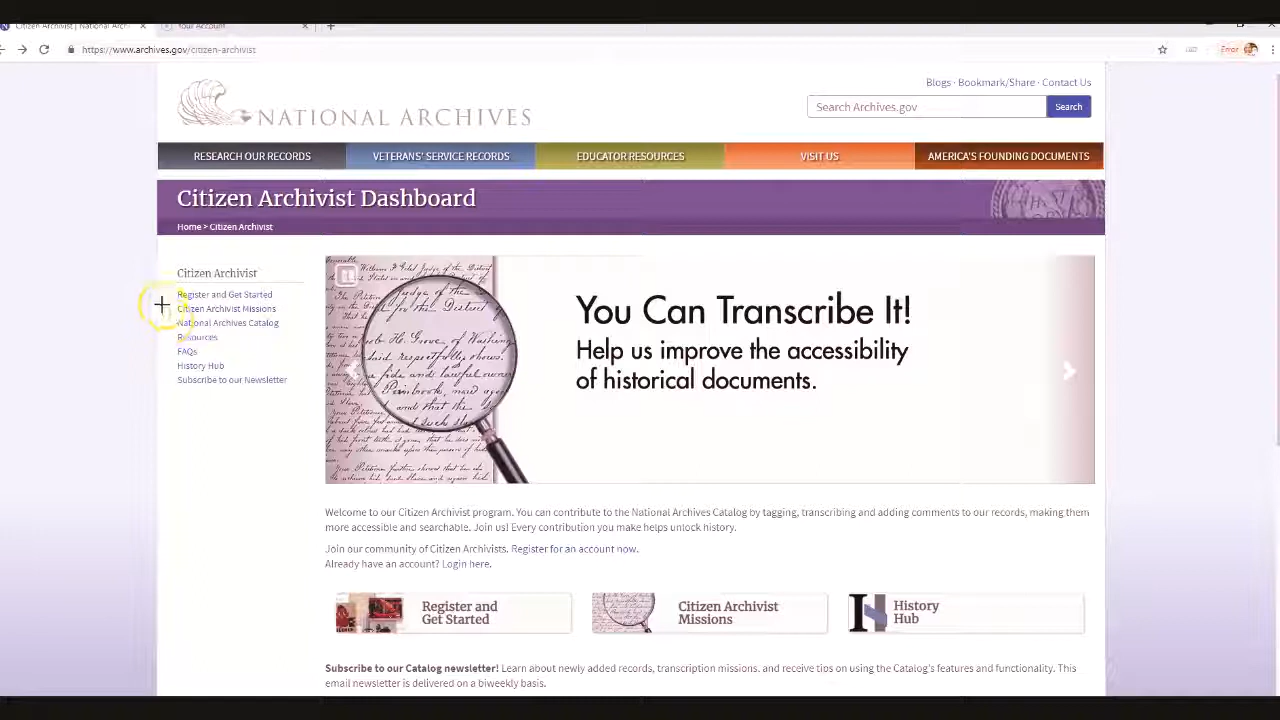 Citizen Archivist | National Archi
Your Account
https://www.archives.gov/citizen-archivist
Error
Blogs · Bookmark/Share · Contact Us
NATIONAL ARCHIVES
Search Archives.gov
Search
RESEARCH OUR RECORDS
VETERANS' SERVICE RECORDS
EDUCATOR RESOURCES
VISIT US
AMERICA'S FOUNDING DOCUMENTS
Citizen Archivist Dashboard
Home > Citizen Archivist
Citizen Archivist
Register and Get Started
Citizen Archivist Missions
National Archives Catalog
Resources
FAQs
History Hub
Subscribe to our Newsletter
You Can Transcribe It!
Help us improve the accessibility
of historical documents.
Welcome to our Citizen Archivist program. You can contribute to the National Archives Catalog by tagging, transcribing and adding comments to our records, making them
more accessible and searchable. Join us! Every contribution you make helps unlock history.
Join our community of Citizen Archivists. Register for an account now.
Already have an account? Login here.
Register and
Get Started
Citizen Archivist
Missions
History
Hub
Subscribe to our Catalog newsletter! Learn about newly added records, transcription missions, and receive tips on using the Catalog's features and functionality. This
email newsletter is delivered on a biweekly basis.